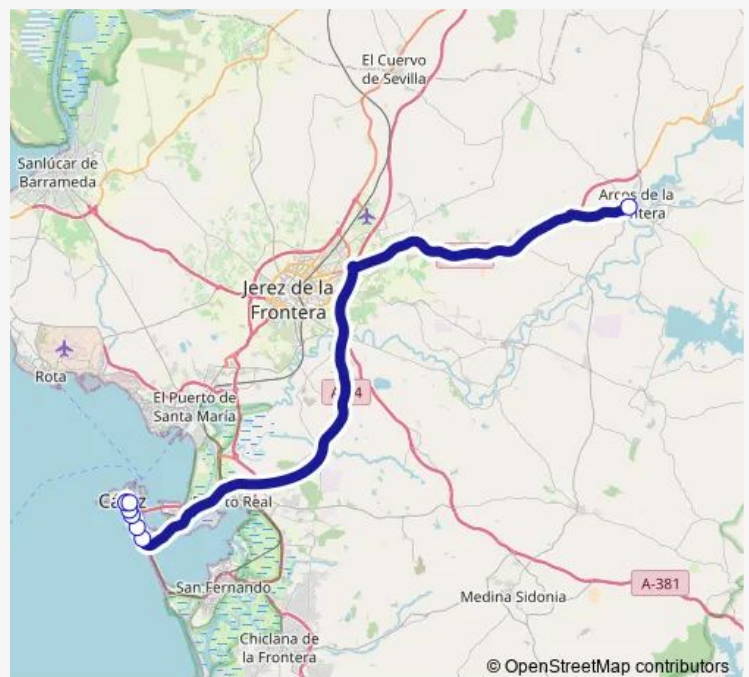 El Cuervo
de Sevilla
Sanlúcar de
Barrameda
Arcos de la
ntera
Jerez de la
Frontera
Rota
El Puerto de
Santa María
A-4
Cádiz
to Real
San Fernando
A-381
Medina Sidonia
Chiclana de
la Frontera
© OpenStreetMap contributors